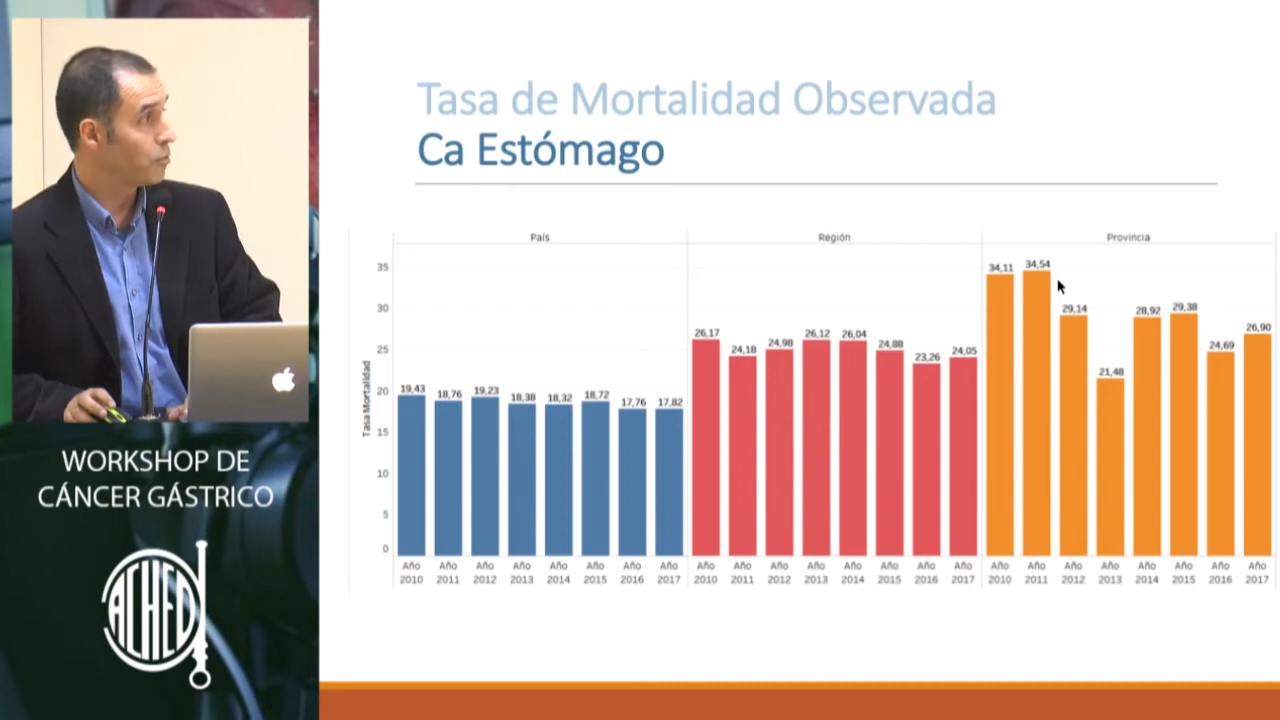 Tasa de Mortalidad Observada
Ca Estómago
País
Región
Provincia
Tasa Mortalidad
35
30
25
20
15
10
5
0
19,43
18,76
19,23
18,38
18,32
18,72
17,76
17,82
26,17
24,18
24,98
26,12
26,04
24,88
23,26
24,05
34,11
34,54
29,14
21,48
28,92
29,38
24,69
26,90
Año Año Año Año Año Año Año Año Año Año Año Año Año Año Año Año Año Año Año Año Año Año Año Año
2010 2011 2012 2013 2014 2015 2016 2017 2010 2011 2012 2013 2014 2015 2016 2017 2010 2011 2012 2013 2014 2015 2016 2017
WORKSHOP DE
CÁNCER GÁSTRICO
ACHED